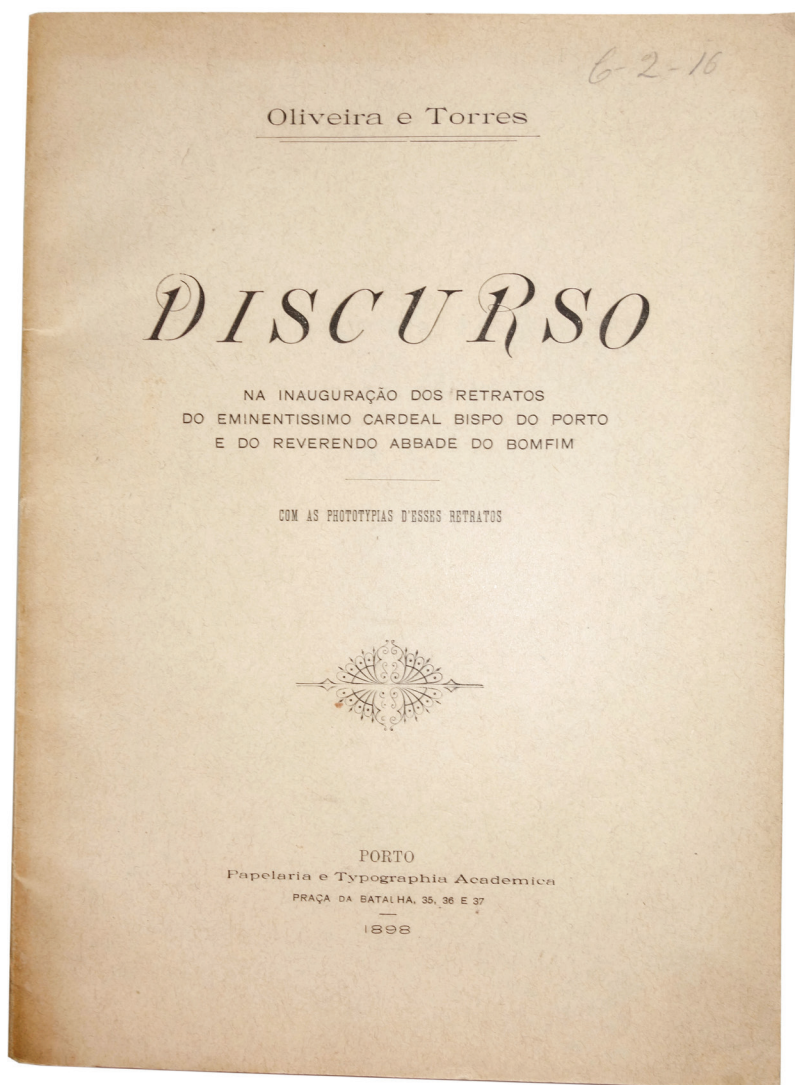 6-2-16
Oliveira e Torres
DISCURSO
NA INAUGURAÇÃO DOS RETRATOS
DO EMINENTISSIMO CARDEAL BISPO DO PORTO
E DO REVERENDO ABBADE DO BOMFIM
COM AS PHOTOTYPIAS D'ESSES RETRATOS
PORTO
Papelaria e Typographia Academica
PRAÇA DA BATALHA, 35, 36 E 37
1898